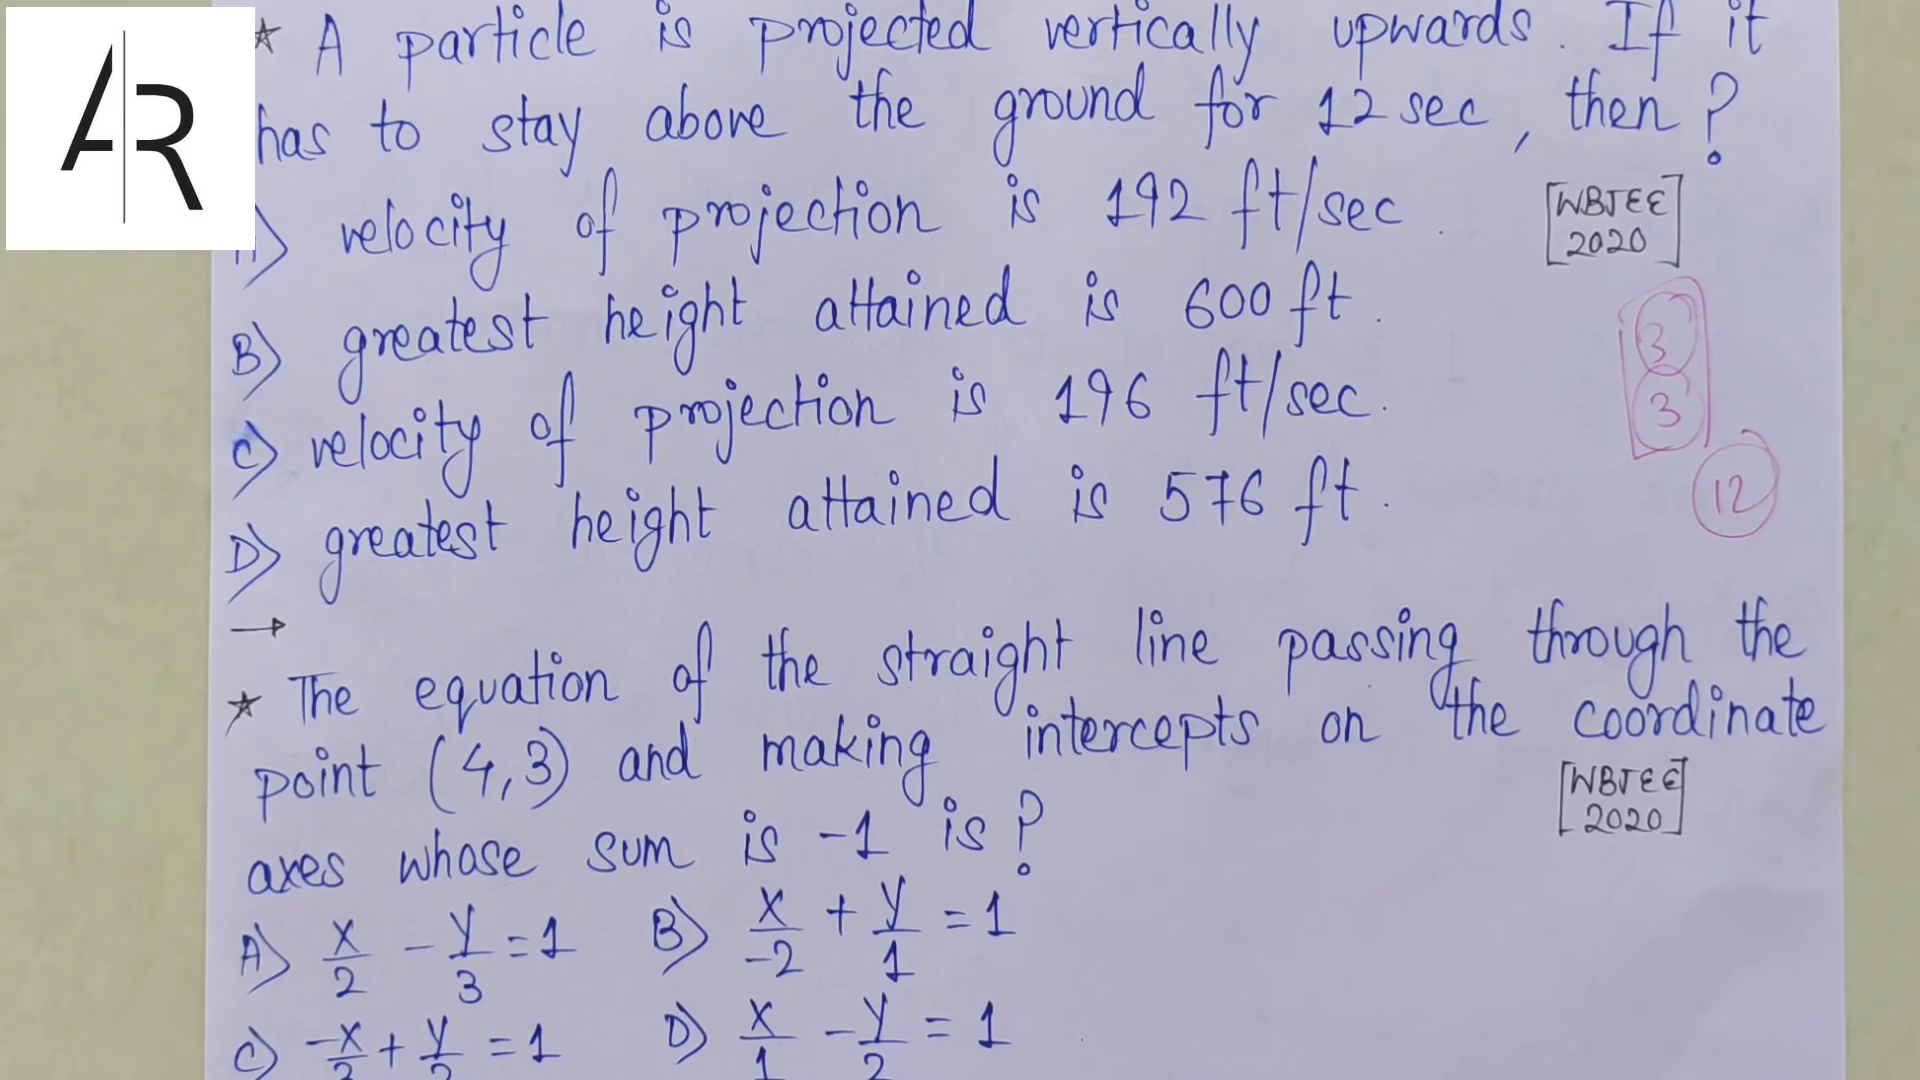 AR
★ A particle is projected vertically upwards. If it
has to stay above the ground for 12 sec, then?
A) velocity of projection is 192 ft/sec.
[WBJEE
2020]
B) greatest height attained is 600 ft.
C) velocity of projection is 196 ft/sec.
D) greatest height attained is 576 ft.
3
3
12
→
★ The equation of the straight line passing through the
point (4,3) and making intercepts on the coordinate
axes whose sum is -1 is?
[WBJEE
2020]
A) x/2 - y/3 = 1 B) x/-2 + y/1 = 1
C) -x/ + y/ = 1 D) x/1 - y/2 = 1